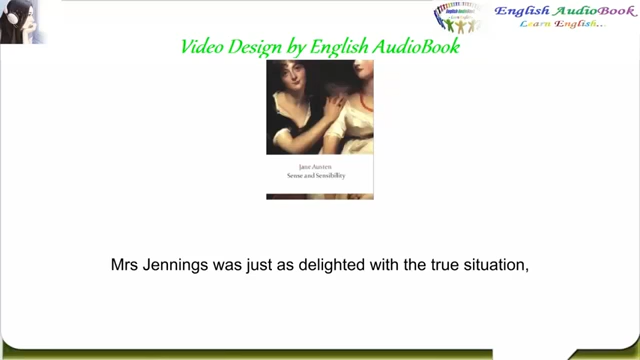 English AudioBook
Learn English...
Video Design by English AudioBook
Jane Austen
Sense and Sensibility
Mrs Jennings was just as delighted with the true situation,